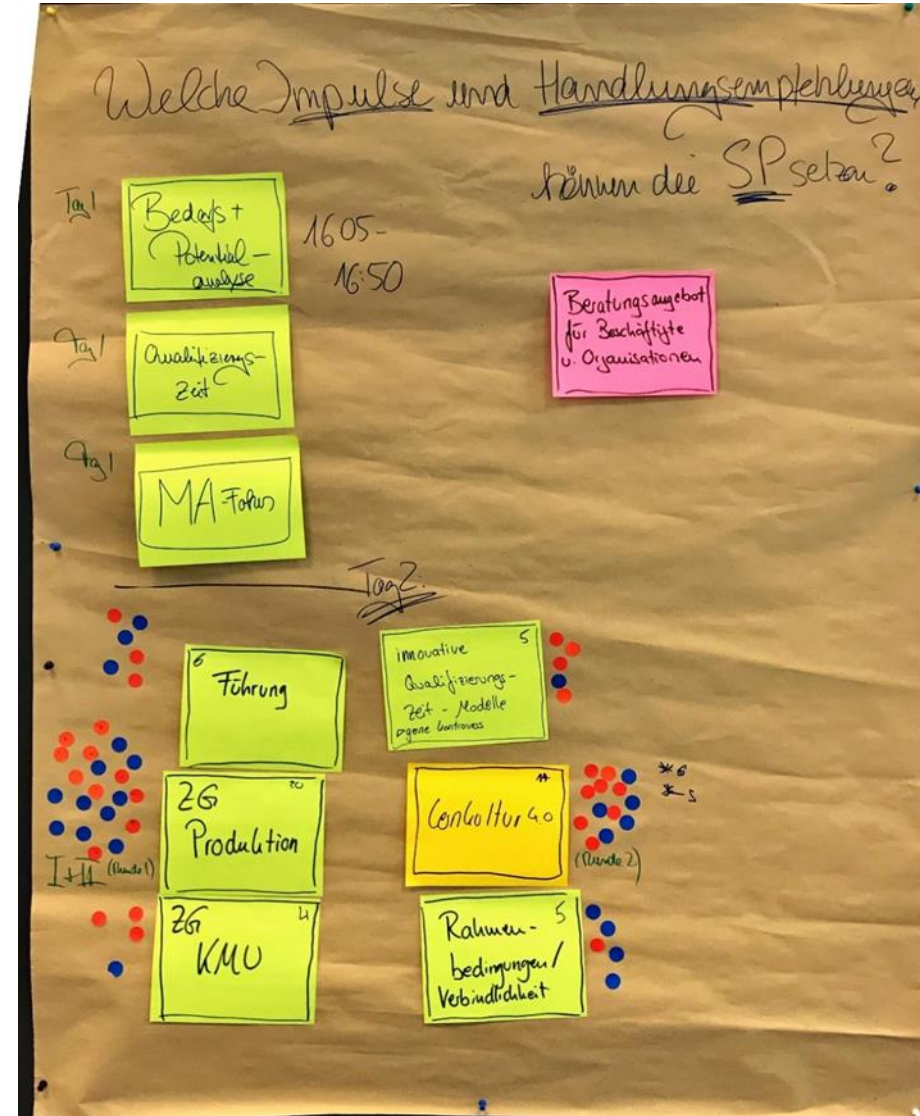 Welche Impulse und Handlungsempfehlungen
können die SP setzen?
Tag 1
Bedarfs +
Potential-
analyse
1605-
16:50
Beratungsangebot
für Beschäftigte
u. Organisationen
Tag 1
Qualifizierungs-
Zeit
Tag 1
MA-Fokus
Tag 2
6
Führung
5
innovative
Qualifizierungs-
Zeit - Modelle
ZG 20
Produktion
I+II (Runde 1)
Lernkultur 4.0
(Runde 2)
6
5
ZG 4
KMU
5
Rahmen-
bedingungen/
Verbindlichkeit